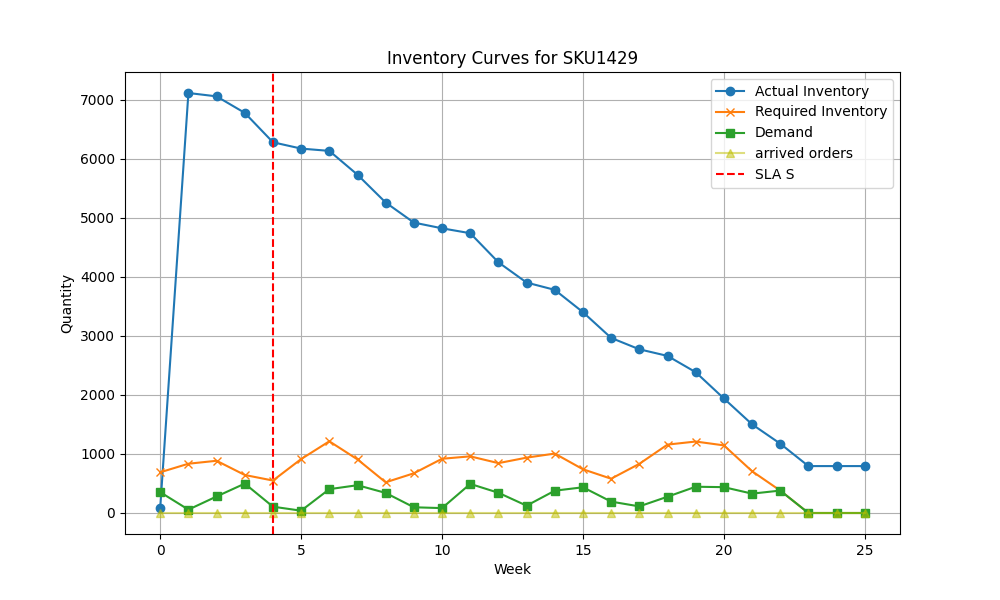 Inventory Curves for SKU1429
Actual Inventory
Required Inventory
Demand
arrived orders
SLA S
Quantity
7000
6000
5000
4000
3000
2000
1000
0
0 5 10 15 20 25
Week